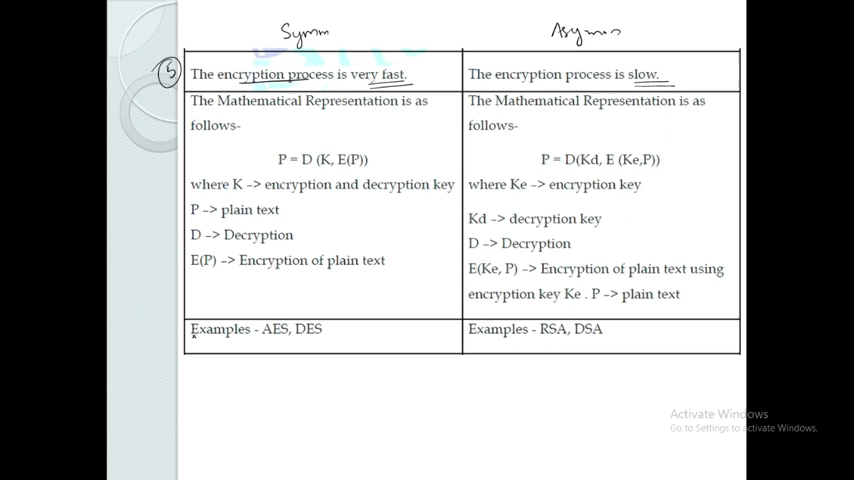 Symm
Asymm
5
The encryption process is very fast.
The encryption process is slow.
The Mathematical Representation is as
follows-
P = D (K, E(P))
where K –> encryption and decryption key
P –> plain text
D –> Decryption
E(P) –> Encryption of plain text
The Mathematical Representation is as
follows-
P = D(Kd, E (Ke,P))
where Ke –> encryption key
Kd –> decryption key
D –> Decryption
E(Ke, P) –> Encryption of plain text using
encryption key Ke . P –> plain text
Examples - AES, DES
Examples - RSA, DSA
Activate Windows
Go to Settings to activate Windows.